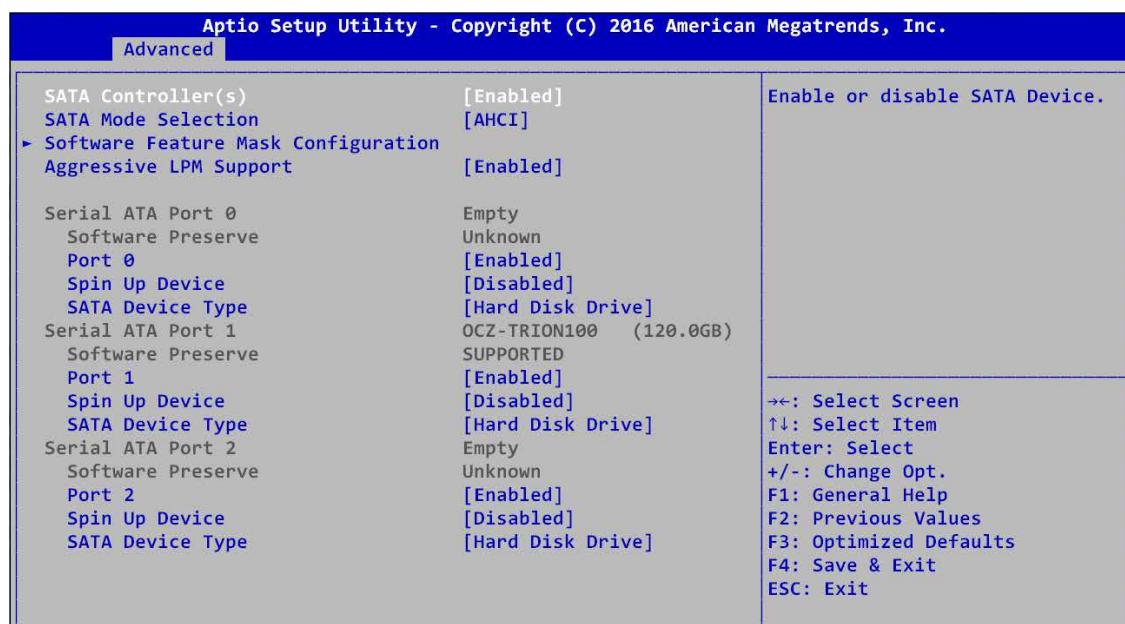 Aptio Setup Utility - Copyright (C) 2016 American Megatrends, Inc.
Advanced
SATA Controller(s) [Enabled]
SATA Mode Selection [AHCI]
► Software Feature Mask Configuration
Aggressive LPM Support [Enabled]
Serial ATA Port 0 Empty
Software Preserve Unknown
Port 0 [Enabled]
Spin Up Device [Disabled]
SATA Device Type [Hard Disk Drive]
Serial ATA Port 1 OCZ-TRION100 (120.0GB)
Software Preserve SUPPORTED
Port 1 [Enabled]
Spin Up Device [Disabled]
SATA Device Type [Hard Disk Drive]
Serial ATA Port 2 Empty
Software Preserve Unknown
Port 2 [Enabled]
Spin Up Device [Disabled]
SATA Device Type [Hard Disk Drive]
Enable or disable SATA Device.
→←: Select Screen
↑↓: Select Item
Enter: Select
+/-: Change Opt.
F1: General Help
F2: Previous Values
F3: Optimized Defaults
F4: Save & Exit
ESC: Exit